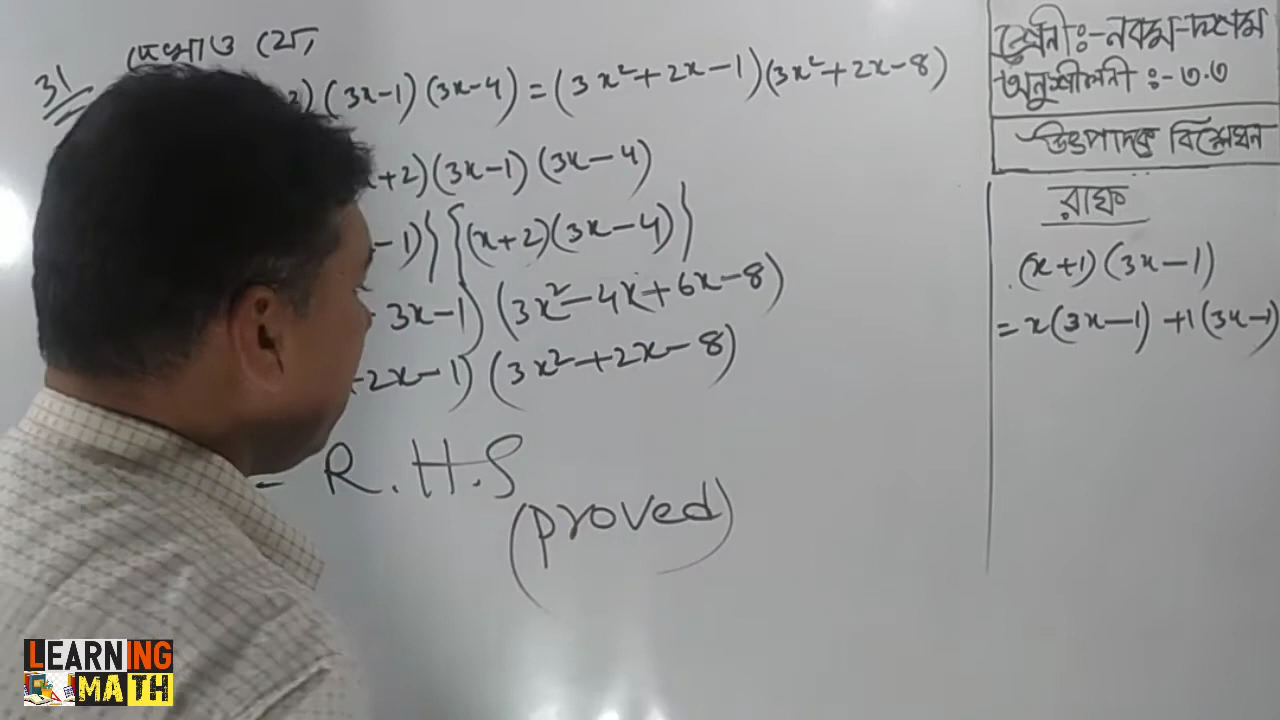 ৩১ দেখাও যে,
2) (3x-1) (3x-4) = (3x²+2x-1)(3x²+2x-8)
x+2)(3x-1)(3x-4)
-1)} {(x+2)(3x-4)}
3x-1) (3x²-4x+6x-8)
+2x-1) (3x²+2x-8)
= R.H.S
(proved)
শ্রেনী ঃ-নবম-দশম
অনুশীলনী :- ৩.৩
উৎপাদক বিশ্লেষন
রাফ
(x+1) (3x-1)
= x(3x-1) +1(3x-1)
LEARNING
MATH